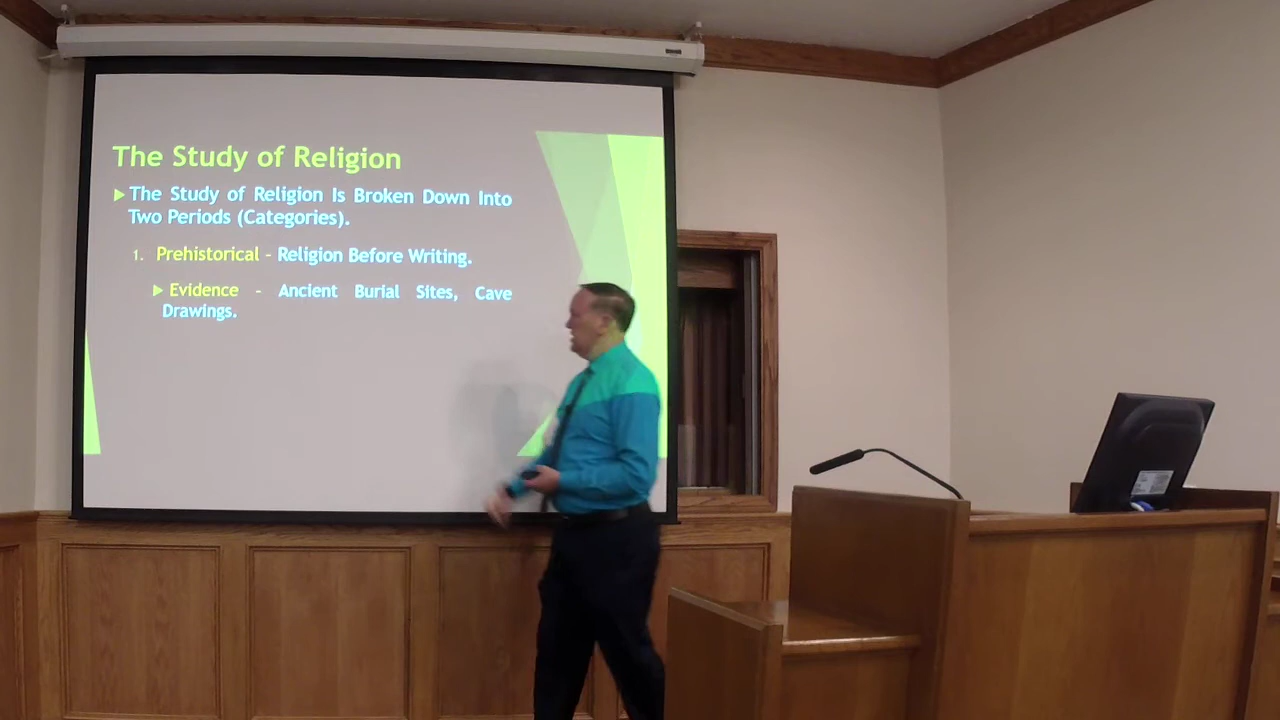 The Study of Religion
The Study of Religion Is Broken Down Into
Two Periods (Categories).
1. Prehistorical - Religion Before Writing.
Evidence - Ancient Burial Sites, Cave
Drawings.